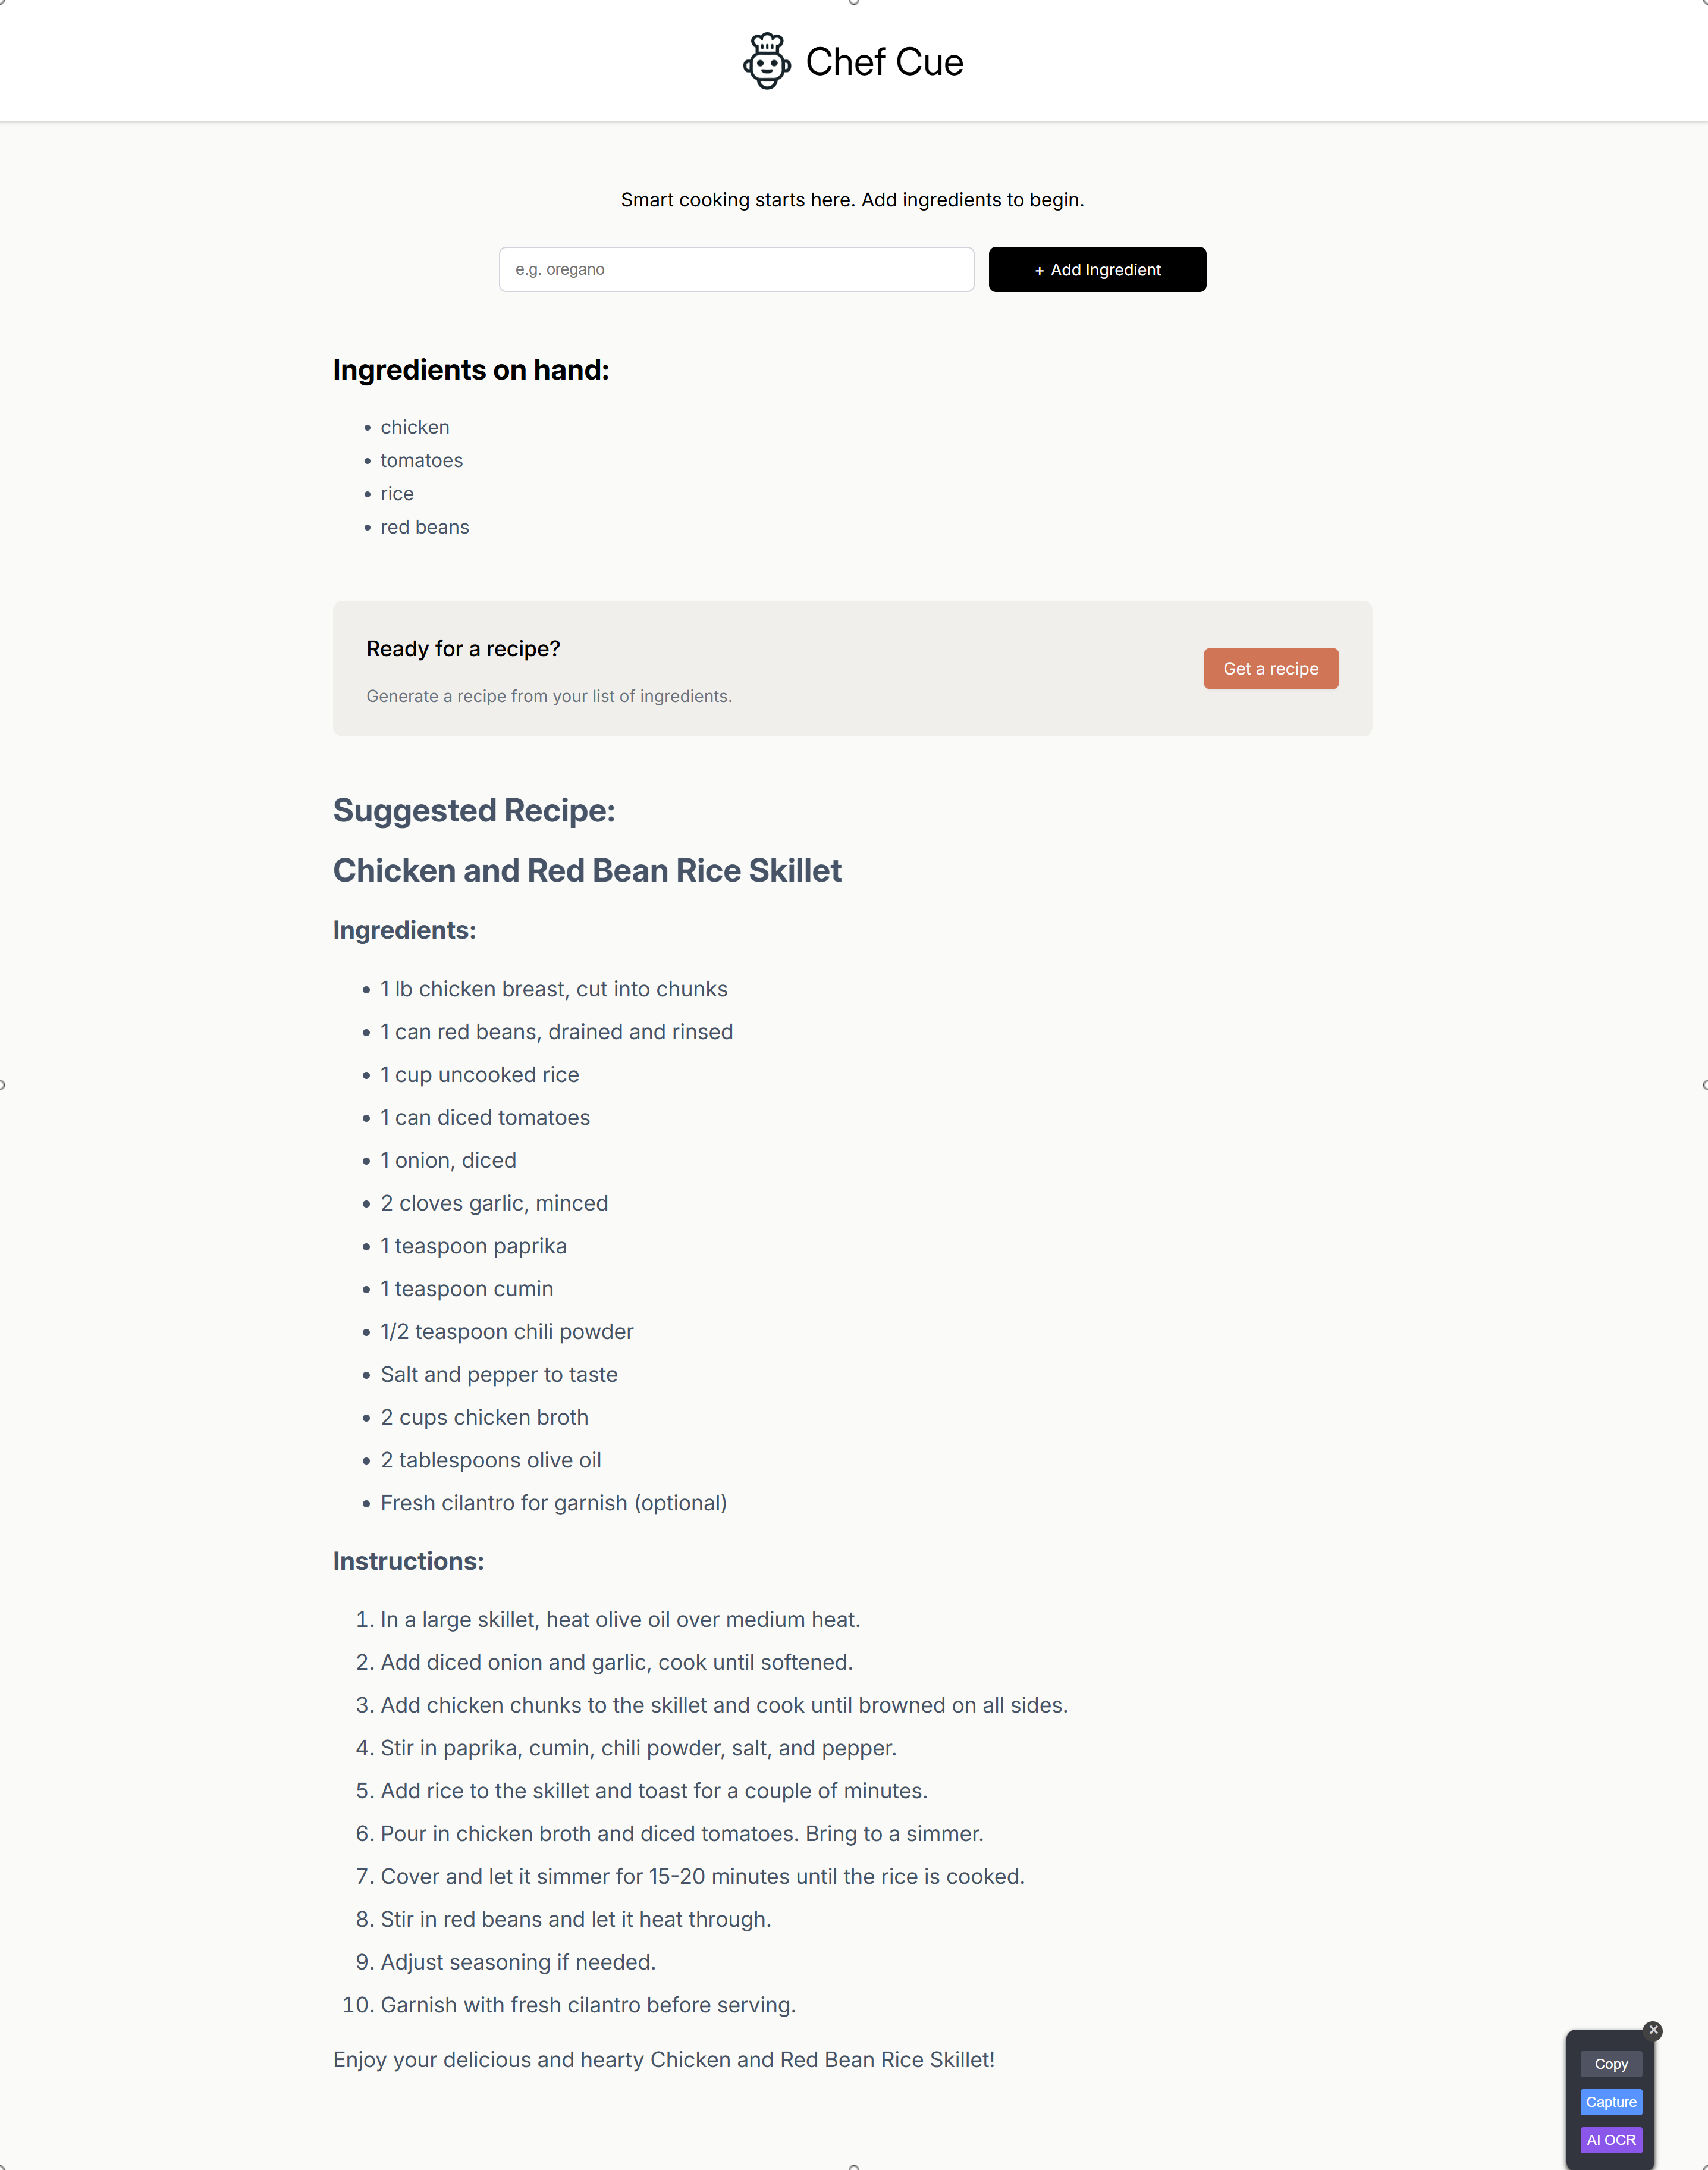 Chef Cue
Smart cooking starts here. Add ingredients to begin.
e.g. oregano
+ Add Ingredient
Ingredients on hand:
• chicken
• tomatoes
• rice
• red beans
Ready for a recipe?
Generate a recipe from your list of ingredients.
Get a recipe
Suggested Recipe:
Chicken and Red Bean Rice Skillet
Ingredients:
• 1 lb chicken breast, cut into chunks
• 1 can red beans, drained and rinsed
• 1 cup uncooked rice
• 1 can diced tomatoes
• 1 onion, diced
• 2 cloves garlic, minced
• 1 teaspoon paprika
• 1 teaspoon cumin
• 1/2 teaspoon chili powder
• Salt and pepper to taste
• 2 cups chicken broth
• 2 tablespoons olive oil
• Fresh cilantro for garnish (optional)
Instructions:
1. In a large skillet, heat olive oil over medium heat.
2. Add diced onion and garlic, cook until softened.
3. Add chicken chunks to the skillet and cook until browned on all sides.
4. Stir in paprika, cumin, chili powder, salt, and pepper.
5. Add rice to the skillet and toast for a couple of minutes.
6. Pour in chicken broth and diced tomatoes. Bring to a simmer.
7. Cover and let it simmer for 15-20 minutes until the rice is cooked.
8. Stir in red beans and let it heat through.
9. Adjust seasoning if needed.
10. Garnish with fresh cilantro before serving.
Enjoy your delicious and hearty Chicken and Red Bean Rice Skillet!
Copy
Capture
AI OCR